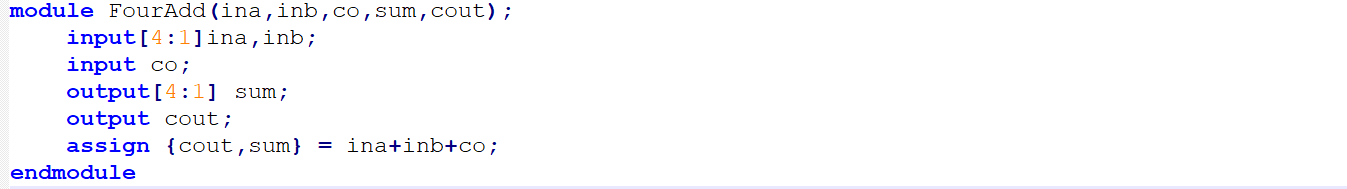 module FourAdd(ina,inb,co,sum,cout);
    input[4:1]ina,inb;
    input co;
    output[4:1] sum;
    output cout;
    assign {cout,sum} = ina+inb+co;
endmodule